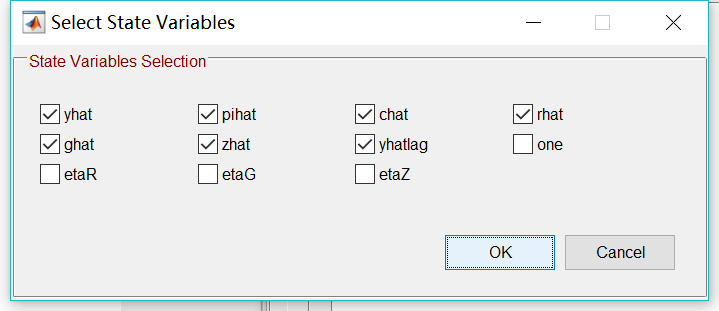 Select State Variables
State Variables Selection
yhat pihat chat rhat
ghat zhat yhatlag one
etaR etaG etaZ
OK Cancel